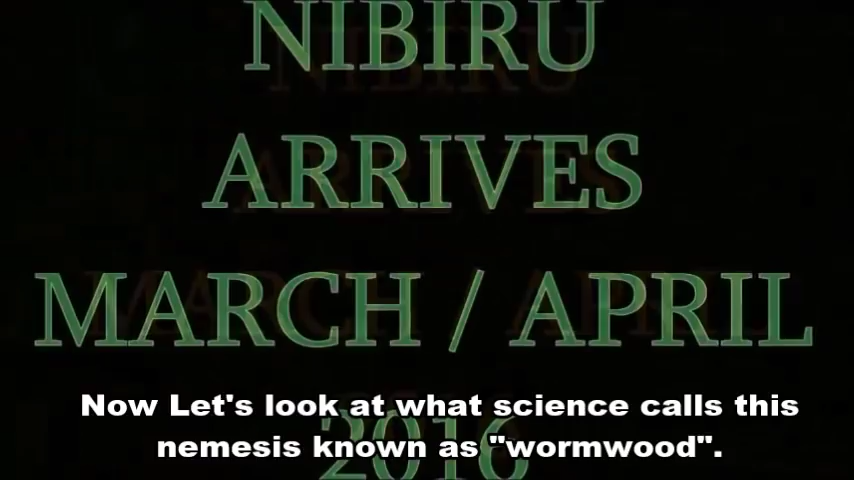 NIBIRU
ARRIVES
MARCH / APRIL
2016
Now Let's look at what science calls this
nemesis known as "wormwood".